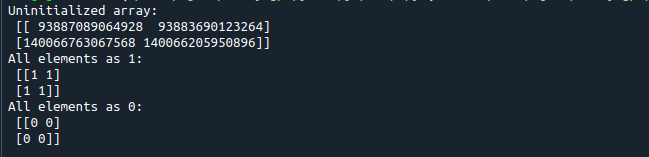 Uninitialized array:
[[ 93887089064928  93883690123264]
[140066763067568 140066205950896]]
All elements as 1:
[[1 1]
[1 1]]
All elements as 0:
[[0 0]
[0 0]]